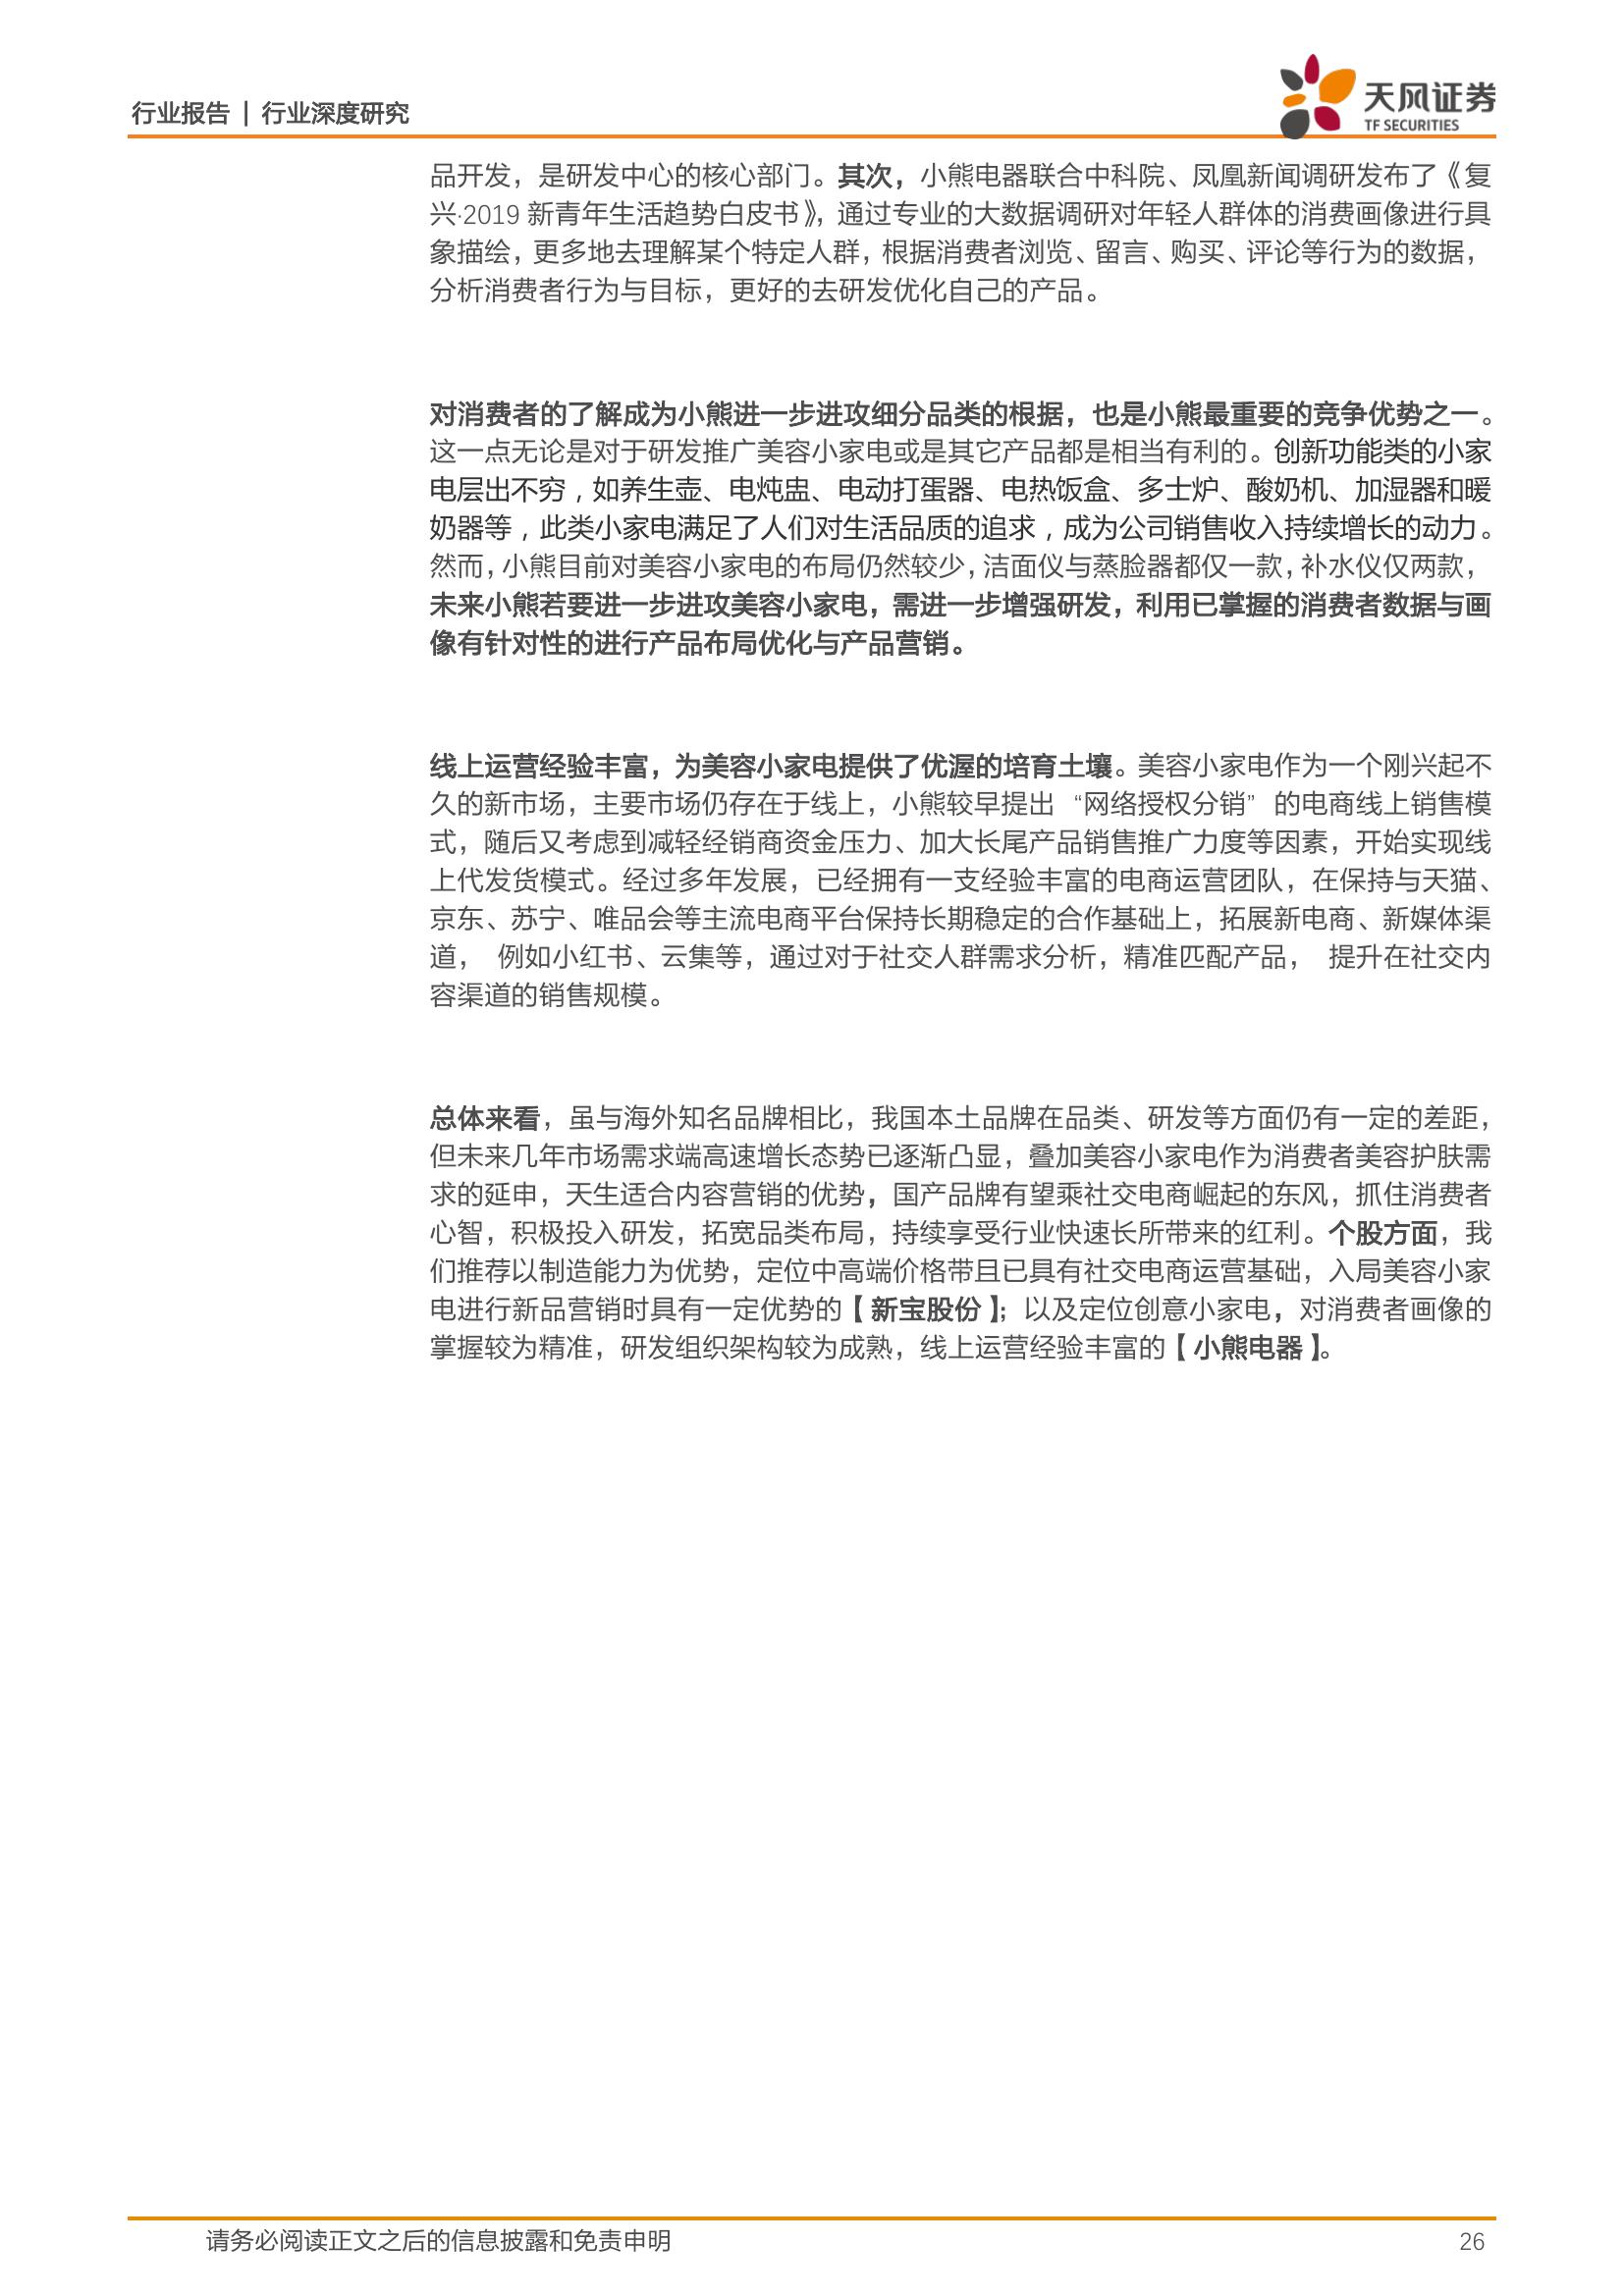 行业报告 | 行业深度研究
天风证券
TF SECURITIES
品开发，是研发中心的核心部门。其次，小熊电器联合中科院、凤凰新闻调研发布了《复
兴·2019 新青年生活趋势白皮书》，通过专业的大数据调研对年轻人群体的消费画像进行具
象描绘，更多地去理解某个特定人群，根据消费者浏览、留言、购买、评论等行为的数据，
分析消费者行为与目标，更好的去研发优化自己的产品。
对消费者的了解成为小熊进一步进攻细分品类的根据，也是小熊最重要的竞争优势之一。
这一点无论是对于研发推广美容小家电或是其它产品都是相当有利的。创新功能类的小家
电层出不穷，如养生壶、电炖盅、电动打蛋器、电热饭盒、多士炉、酸奶机、加湿器和暖
奶器等，此类小家电满足了人们对生活品质的追求，成为公司销售收入持续增长的动力。
然而，小熊目前对美容小家电的布局仍然较少，洁面仪与蒸脸器都仅一款，补水仪仅两款，
未来小熊若要进一步进攻美容小家电，需进一步增强研发，利用已掌握的消费者数据与画
像有针对性的进行产品布局优化与产品营销。
线上运营经验丰富，为美容小家电提供了优渥的培育土壤。美容小家电作为一个刚兴起不
久的新市场，主要市场仍存在于线上，小熊较早提出 “网络授权分销” 的电商线上销售模
式，随后又考虑到减轻经销商资金压力、加大长尾产品销售推广力度等因素，开始实现线
上代发货模式。经过多年发展，已经拥有一支经验丰富的电商运营团队，在保持与天猫、
京东、苏宁、唯品会等主流电商平台保持长期稳定的合作基础上，拓展新电商、新媒体渠
道， 例如小红书、云集等，通过对于社交人群需求分析，精准匹配产品， 提升在社交内
容渠道的销售规模。
总体来看，虽与海外知名品牌相比，我国本土品牌在品类、研发等方面仍有一定的差距，
但未来几年市场需求端高速增长态势已逐渐凸显，叠加美容小家电作为消费者美容护肤需
求的延申，天生适合内容营销的优势，国产品牌有望乘社交电商崛起的东风，抓住消费者
心智，积极投入研发，拓宽品类布局，持续享受行业快速长所带来的红利。个股方面，我
们推荐以制造能力为优势，定位中高端价格带且已具有社交电商运营基础，入局美容小家
电进行新品营销时具有一定优势的【新宝股份】；以及定位创意小家电，对消费者画像的
掌握较为精准，研发组织架构较为成熟，线上运营经验丰富的【小熊电器】。
请务必阅读正文之后的信息披露和免责申明
26